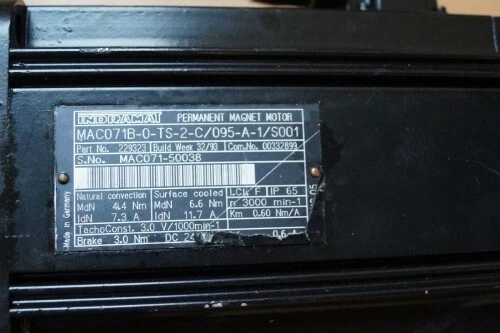 INDRAMAT PERMANENT MAGNET MOTOR
MAC071B-0-TS-2-C/095-A-1/S001
Part No. 229323 Build Week 32/93 Com.No. 00332899
S.No. MAC071-50038
Natural convection Surface cooled I.Cl. F IP 65
MdN 4.4 Nm MdN 6.6 Nm n 3000 min-1
IdN 7.3 A IdN 11.7 A Km 0.60 Nm/A
TachoConst. 3.0 V/1000min-1
Brake 3.0 Nm DC 24 0.6 A
Made in Germany